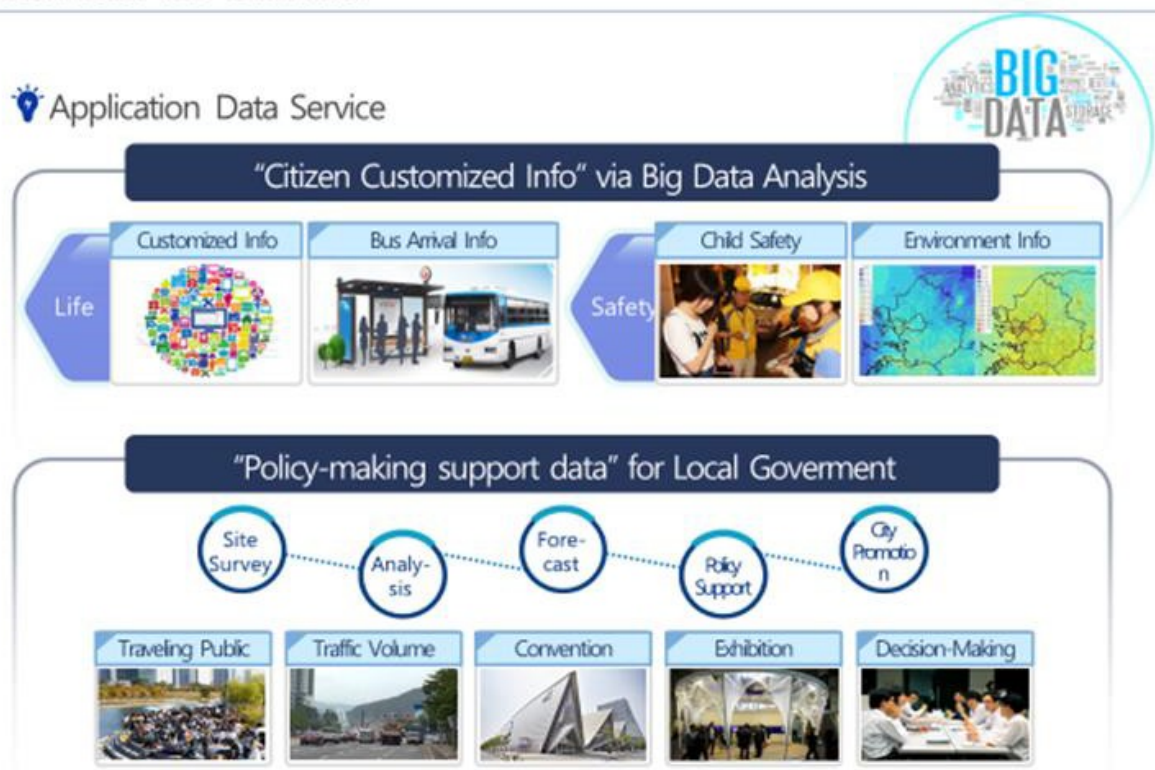 BIG
DATA
ANALYTICS
STORAGE
Application Data Service
"Citizen Customized Info" via Big Data Analysis
Life
Customized Info
Bus Arrival Info
Safety
Child Safety
Environment Info
"Policy-making support data" for Local Goverment
Site
Survey
Analy-
sis
Fore-
cast
Policy
Support
City
Promotio
n
Traveling Public
Traffic Volume
Convention
Exhibition
Decision-Making